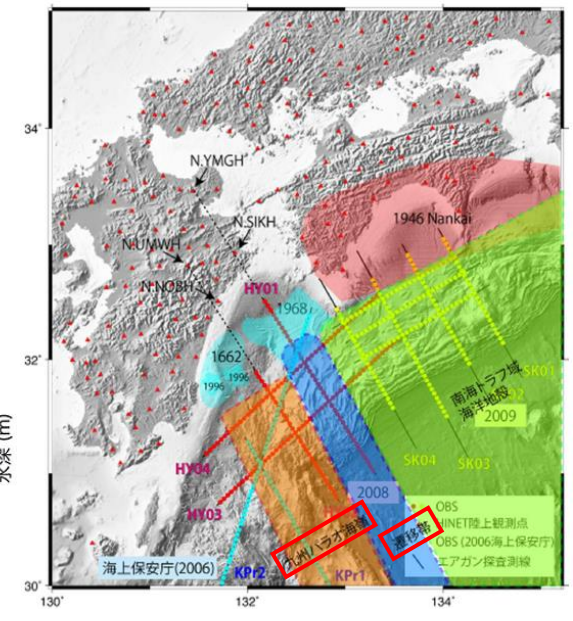 34˚
N.YMGH
1946 Nankai
N.SIKH
N.UMWH
N.NOBH
HY01
1968
32˚
1662
1996
1996
SK01
南海トラフ域
海洋地殻
2009
水深 (m)
HY04
SK04
SK03
2008
HY03
OBS
HINET陸上観測点
九州パラオ海嶺
遷移帯
OBS (2006海上保安庁)
海上保安庁(2006)
KPr2
KPr1
エアガン探査測線
30˚
130˚
132˚
134˚